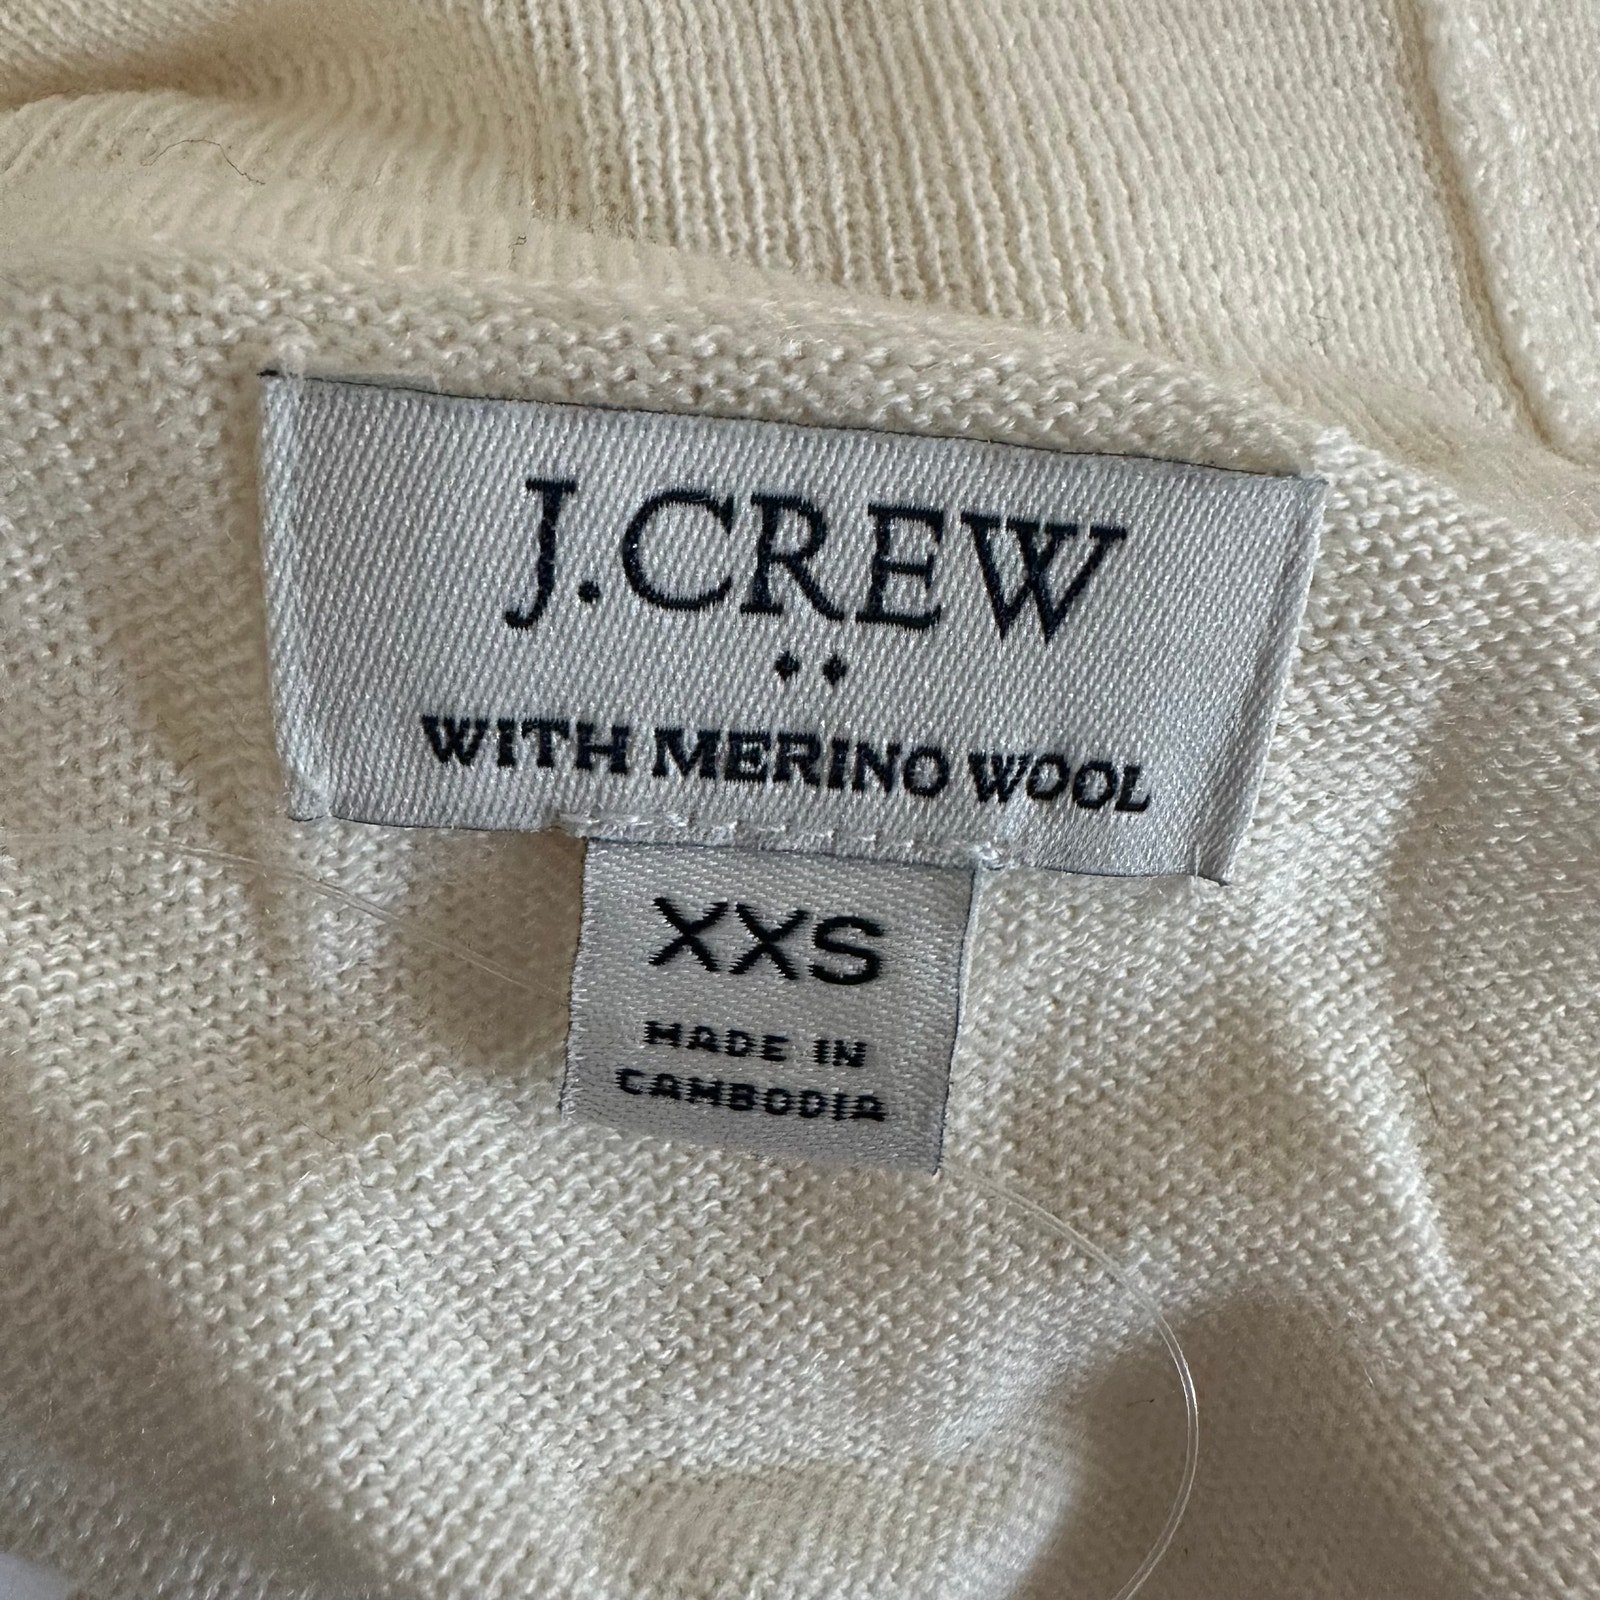 J.CREW
WITH MERINO WOOL
XXS
MADE IN
CAMBODIA